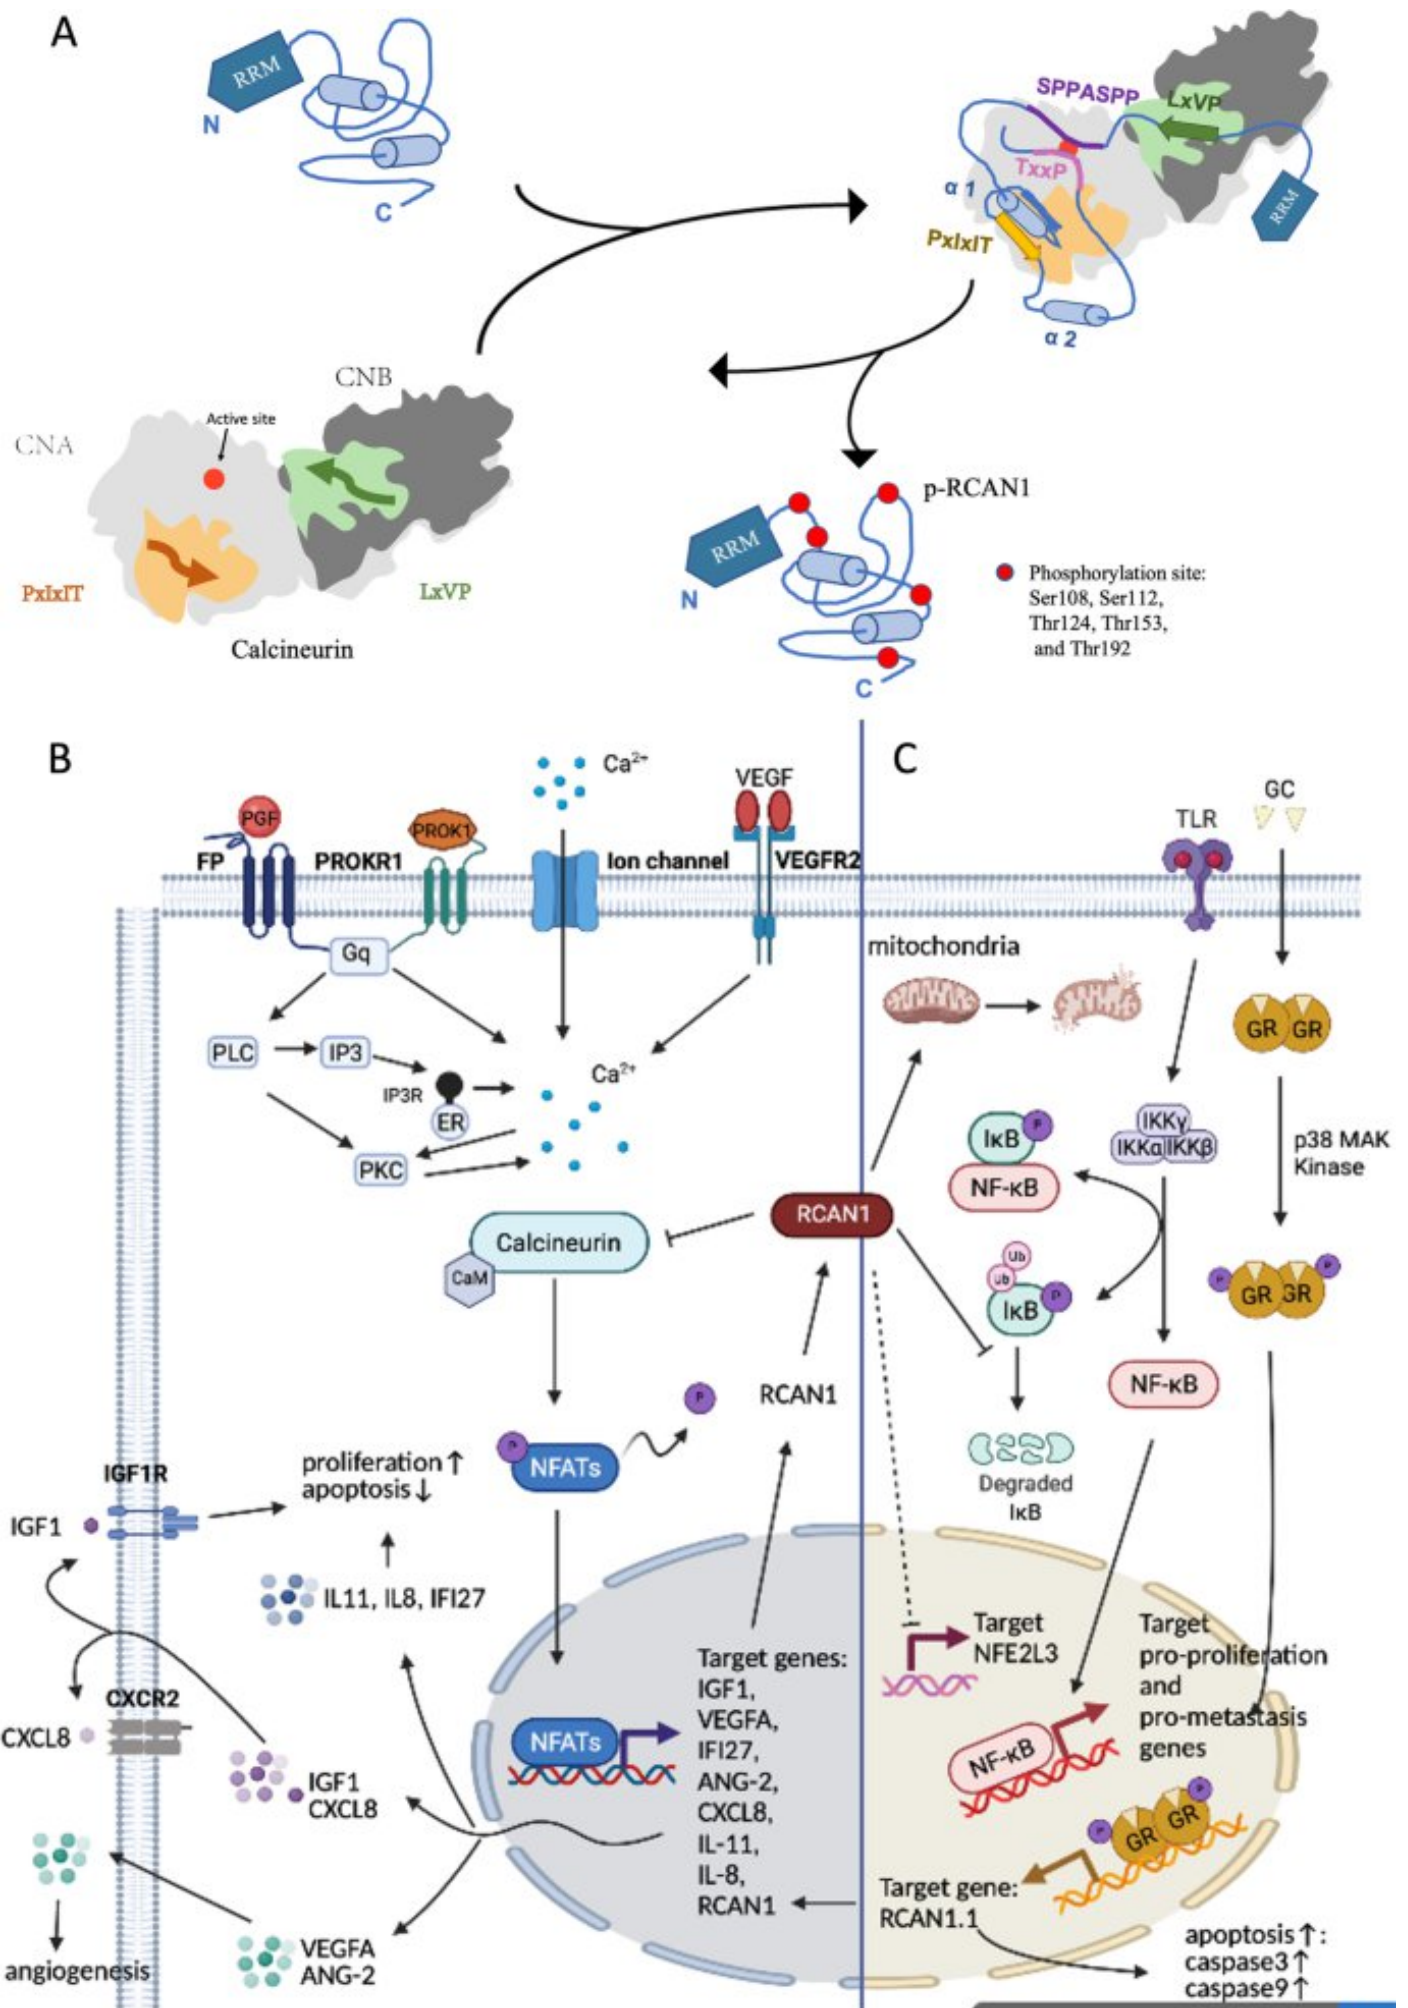 A
RRM
N
C
SPPASPP
LxVP
TxxP
α 1
RRM
PxIxIT
α 2
CNB
Active site
CNA
PxIxIT
LxVP
Calcineurin
p-RCAN1
RRM
N
C
Phosphorylation site:
Ser108, Ser112,
Thr124, Thr153,
and Thr192
B
Ca2+
VEGF
PGF
PROK1
FP
PROKR1
Ion channel
VEGFR2
Gq
PLC
IP3
IP3R
ER
Ca2+
PKC
RCAN1
Calcineurin
CaM
P
RCAN1
P
NFATs
proliferation ↑
apoptosis ↓
IGF1R
IGF1
IL11, IL8, IFI27
CXCR2
CXCL8
IGF1
CXCL8
NFATs
Target genes:
IGF1,
VEGFA,
IFI27,
ANG-2,
CXCL8,
IL-11,
IL-8,
RCAN1
VEGFA
ANG-2
angiogenesis
C
GC
TLR
mitochondria
GR
GR
IκB
P
NF-κB
IKKγ
IKKα
IKKβ
p38 MAK
Kinase
Ub
Ub
IκB
P
P
GR
GR
P
NF-κB
Degraded
IκB
Target
NFE2L3
Target
pro-proliferation
and
pro-metastasis
genes
NF-κB
P
P
GR
GR
Target gene:
RCAN1.1
apoptosis ↑:
caspase3 ↑
caspase9 ↑